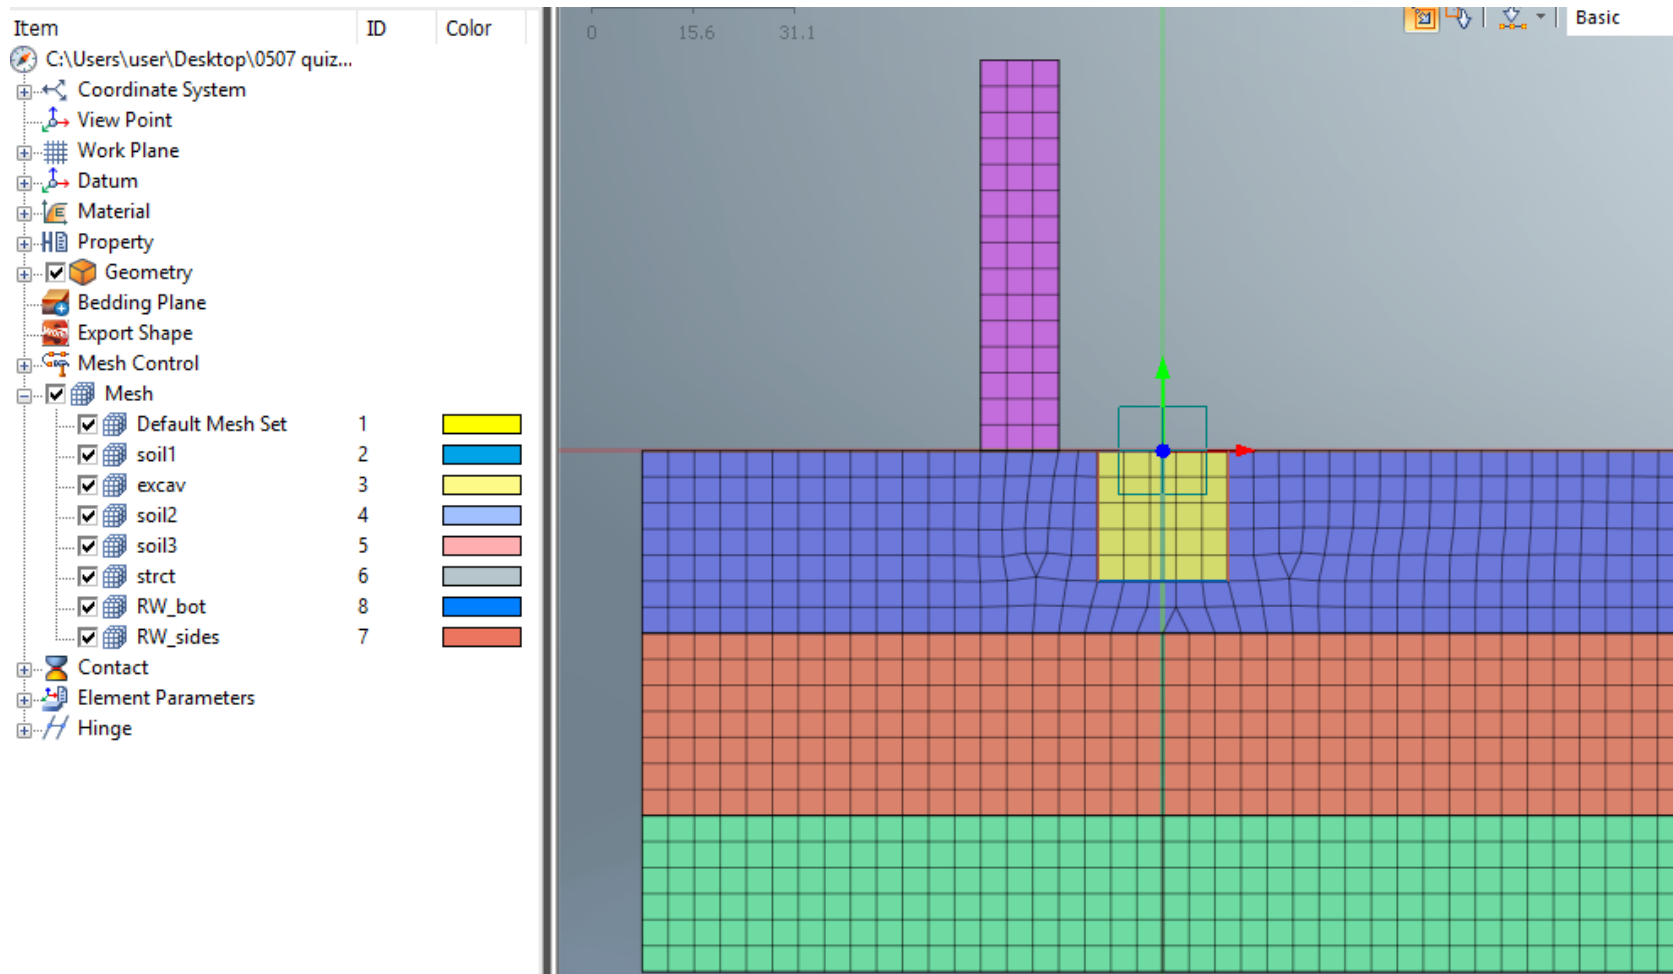 Item ID Color
C:\Users\user\Desktop\0507 quiz...
Coordinate System
View Point
Work Plane
Datum
Material
Property
Geometry
Bedding Plane
Export Shape
Mesh Control
Mesh
Default Mesh Set 1
soil1 2
excav 3
soil2 4
soil3 5
strct 6
RW_bot 8
RW_sides 7
Contact
Element Parameters
Hinge
0 15.6 31.1
Basic